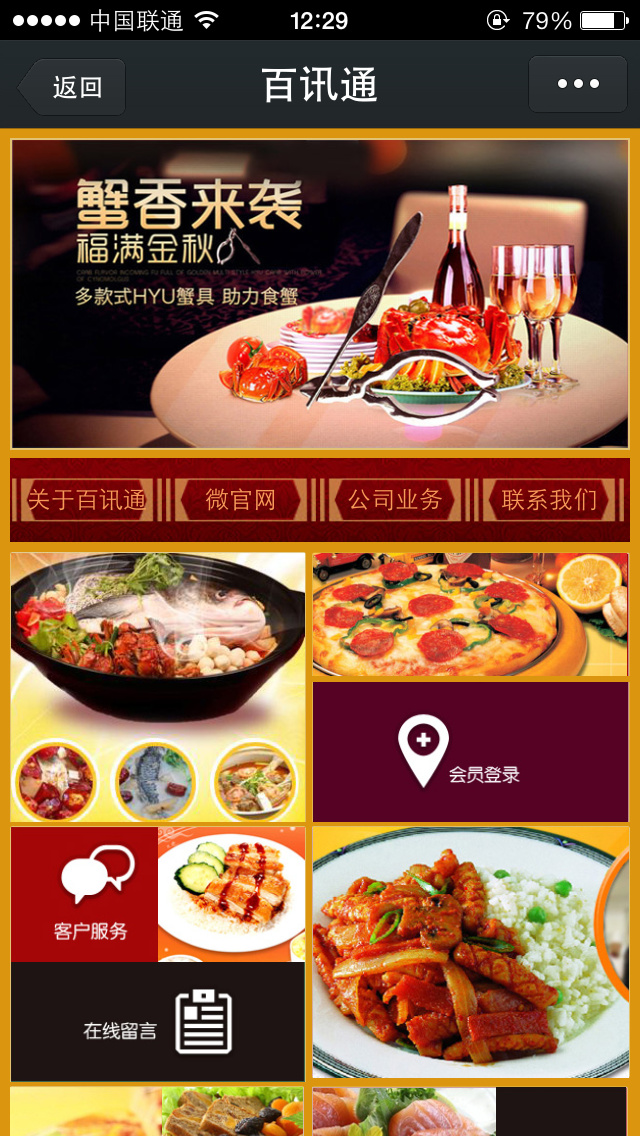 中国联通 12:29 79%
返回 百讯通
蟹香来袭
福满金秋
多款式HYU蟹具 助力食蟹
关于百讯通 微官网 公司业务 联系我们
会员登录
客户服务
在线留言